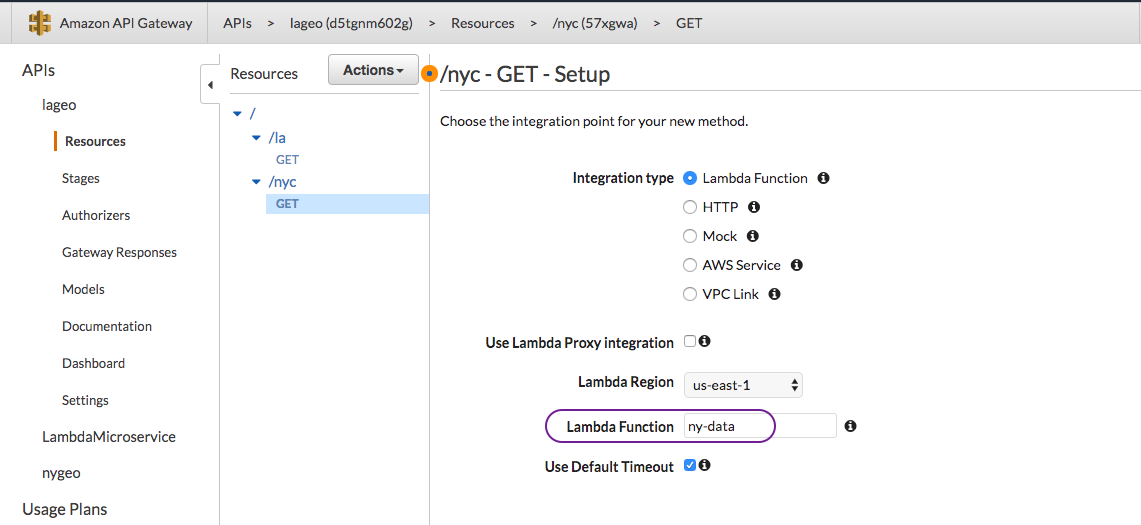 Amazon API Gateway APIs > lageo (d5tgnm602g) > Resources > /nyc (57xgwa) > GET
APIs
lageo
Resources
Stages
Authorizers
Gateway Responses
Models
Documentation
Dashboard
Settings
LambdaMicroservice
nygeo
Usage Plans
Resources
Actions
/
/la
GET
/nyc
GET
/nyc - GET - Setup
Choose the integration point for your new method.
Integration type Lambda Function
HTTP
Mock
AWS Service
VPC Link
Use Lambda Proxy integration
Lambda Region us-east-1
Lambda Function ny-data
Use Default Timeout